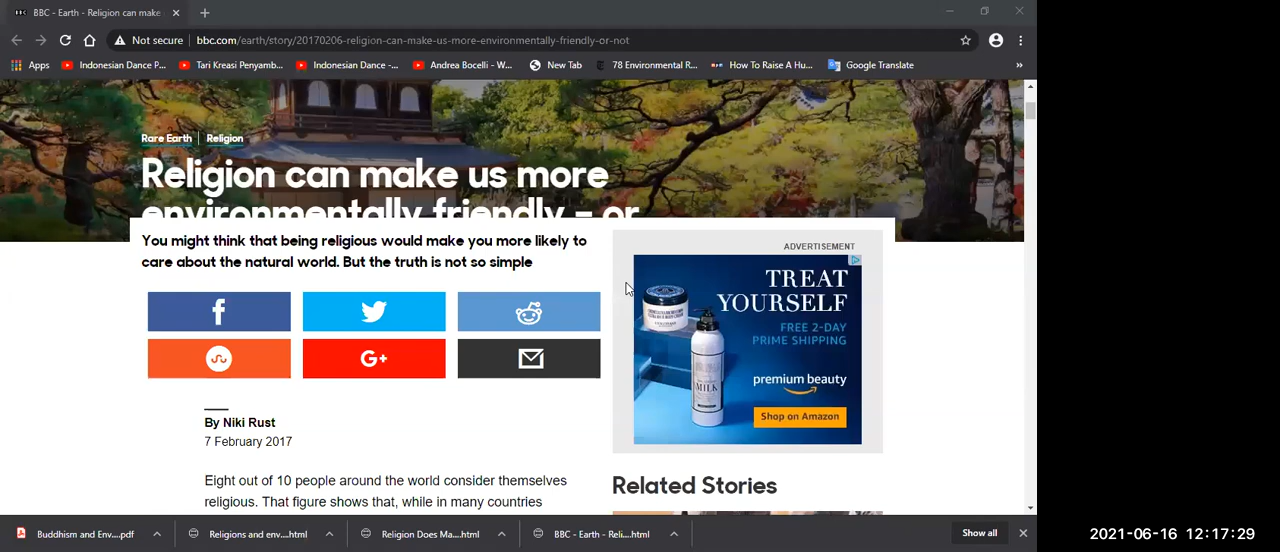 BBC - Earth - Religion can make
Not secure
bbc.com/earth/story/20170206-religion-can-make-us-more-environmentally-friendly-or-not
Apps
Indonesian Dance P...
Tari Kreasi Penyamb...
Indonesian Dance -...
Andrea Bocelli - W...
New Tab
78 Environmental R...
How To Raise A Hu...
Google Translate
»
Rare Earth | Religion
Religion can make us more
environmentally friendly – or
You might think that being religious would make you more likely to
care about the natural world. But the truth is not so simple
G+
By Niki Rust
7 February 2017
Eight out of 10 people around the world consider themselves
religious. That figure shows that, while in many countries
ADVERTISEMENT
TREAT
YOURSELF
FREE 2-DAY
PRIME SHIPPING
MILK
premium beauty
Shop on Amazon
Related Stories
Buddhism and Env....pdf
Religions and env....html
Religion Does Ma....html
BBC - Earth - Reli....html
Show all
2021-06-16 12:17:29